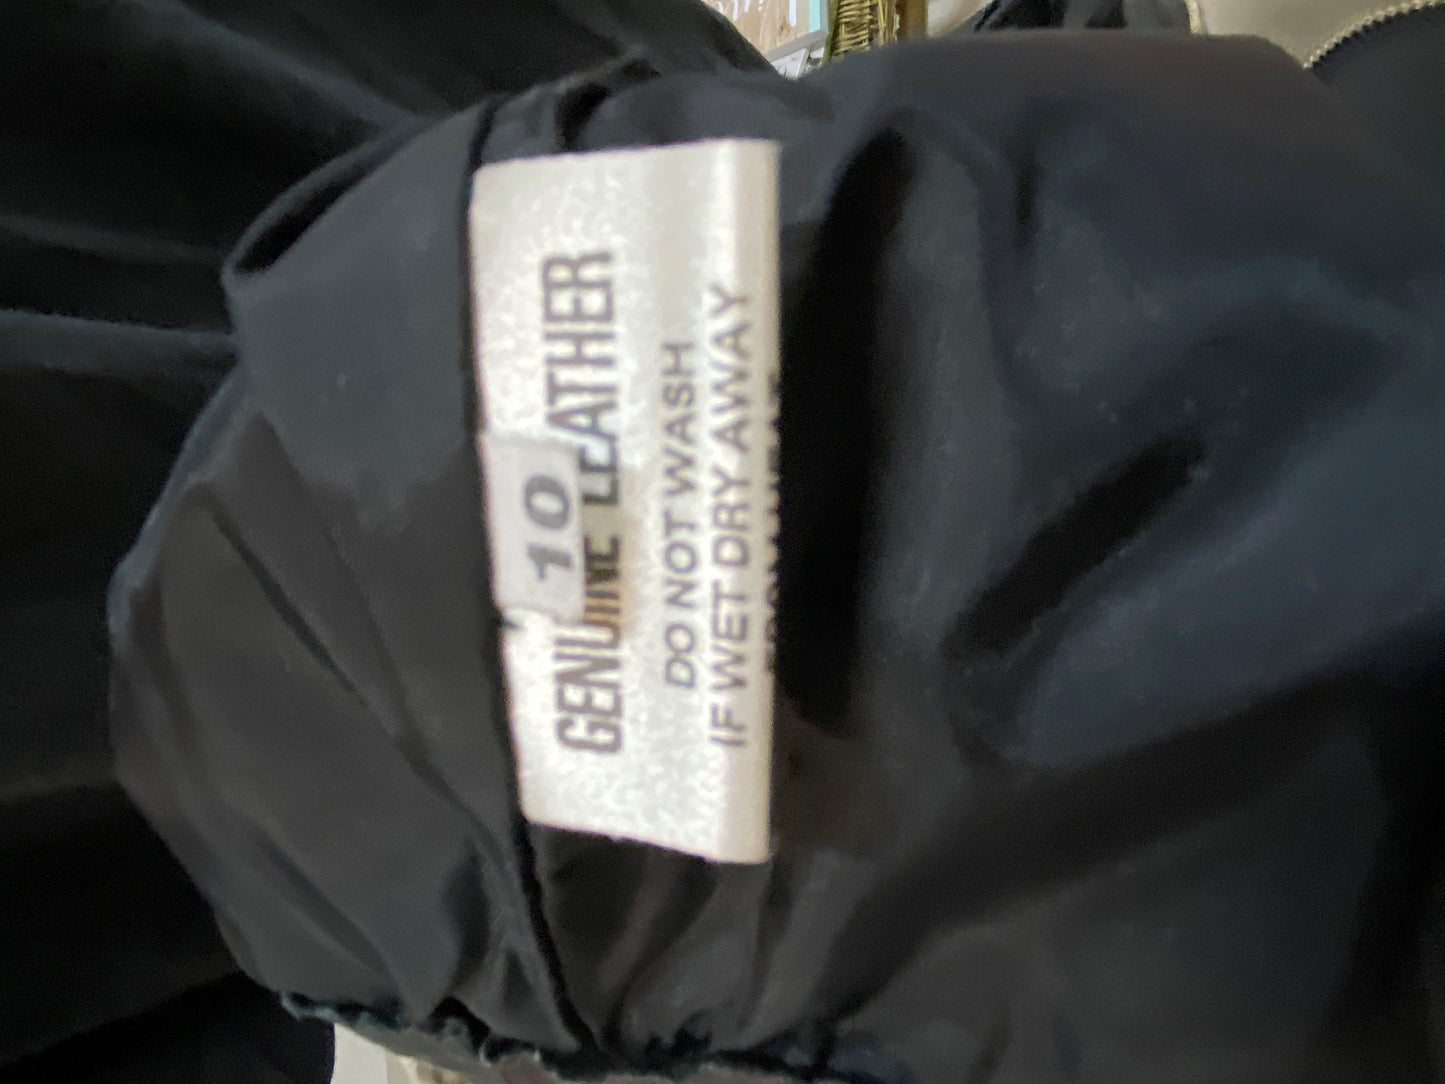 10
GENUINE LEATHER
DO NOT WASH
IF WET DRY AWAY